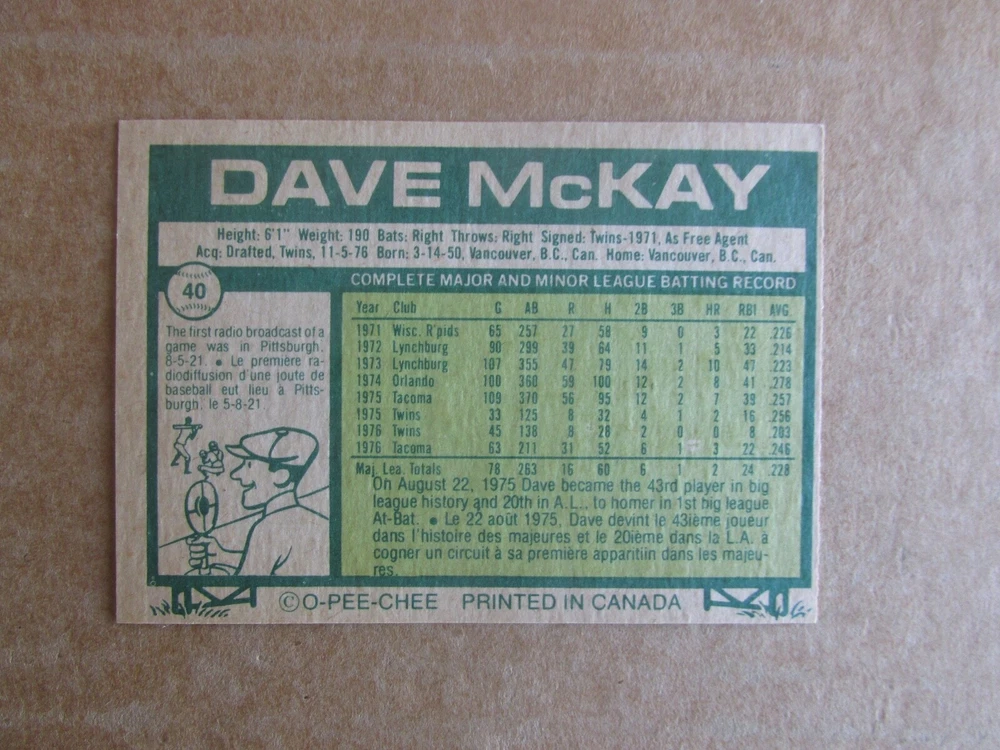 DAVE McKAY
Height: 6'1" Weight: 190 Bats: Right Throws: Right Signed: Twins-1971, As Free Agent
Acq: Drafted, Twins, 11-5-76 Born: 3-14-50, Vancouver, B.C., Can. Home: Vancouver, B.C., Can.
40
The first radio broadcast of a
game was in Pittsburgh,
8-5-21. • Le première ra-
diodiffusion d'une joute de
baseball eut lieu à Pitts-
burgh, le 5-8-21.
COMPLETE MAJOR AND MINOR LEAGUE BATTING RECORD
Year Club G AB R H 2B 3B HR RBI AVG.
1971 Wisc. R'pids 65 257 27 58 9 0 3 22 .226
1972 Lynchburg 90 299 39 64 11 1 5 33 .214
1973 Lynchburg 107 355 47 79 14 2 10 47 .223
1974 Orlando 100 360 59 100 12 2 8 41 .278
1975 Tacoma 109 370 56 95 12 2 7 39 .257
1975 Twins 33 125 8 32 4 1 2 16 .256
1976 Twins 45 138 8 28 2 0 0 8 .203
1976 Tacoma 63 211 31 52 6 1 3 22 .246
Maj. Lea. Totals 78 263 16 60 6 1 2 24 .228
On August 22, 1975 Dave became the 43rd player in big
league history and 20th in A.L., to homer in 1st big league
At-Bat. • Le 22 août 1975, Dave devint le 43ième joueur
dans l'histoire des majeures et le 20ième dans la L.A. à
cogner un circuit à sa première apparitiin dans les majeu-
res.
© O-PEE-CHEE PRINTED IN CANADA